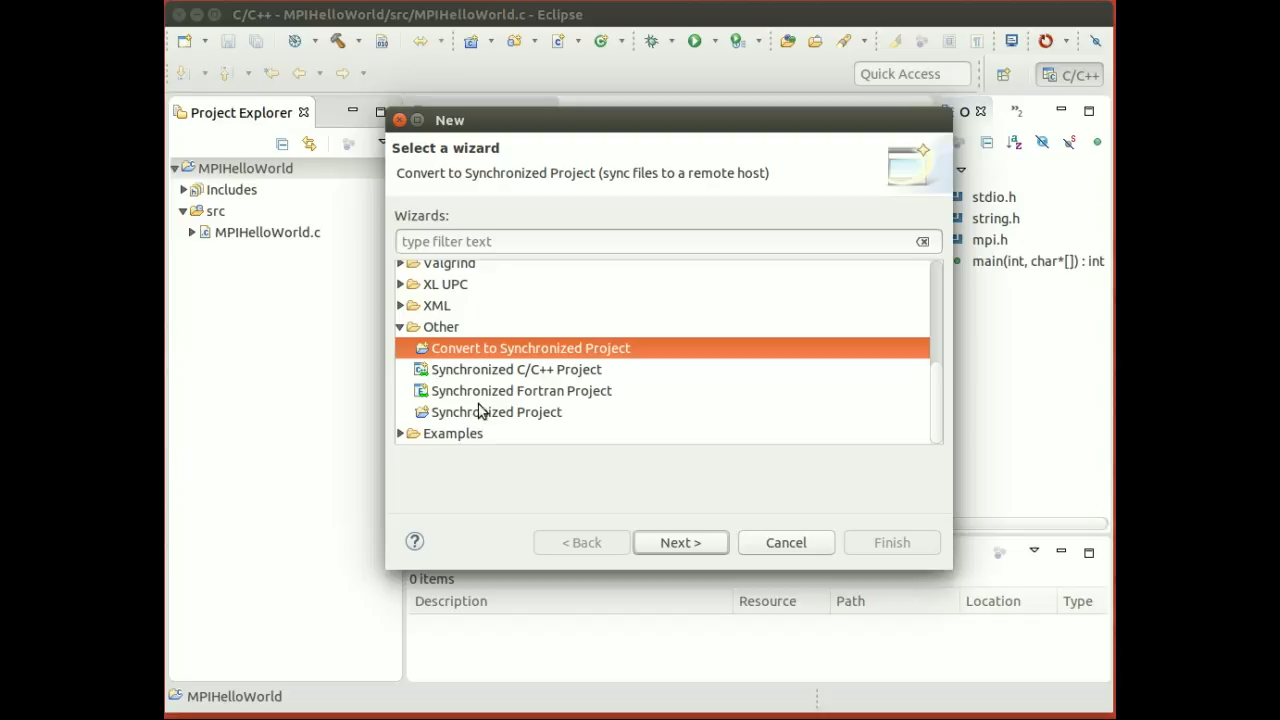 C/C++ - MPIHelloWorld/src/MPIHelloWorld.c - Eclipse
010
Quick Access
C/C++
Project Explorer
O
»2
MPIHelloWorld
Includes
src
MPIHelloWorld.c
New
Select a wizard
Convert to Synchronized Project (sync files to a remote host)
Wizards:
type filter text
Valgrind
XL UPC
XML
Other
Convert to Synchronized Project
Synchronized C/C++ Project
Synchronized Fortran Project
Synchronized Project
Examples
?
< Back
Next >
Cancel
Finish
stdio.h
string.h
mpi.h
main(int, char*[]) : int
0 items
Description
Resource
Path
Location
Type
MPIHelloWorld